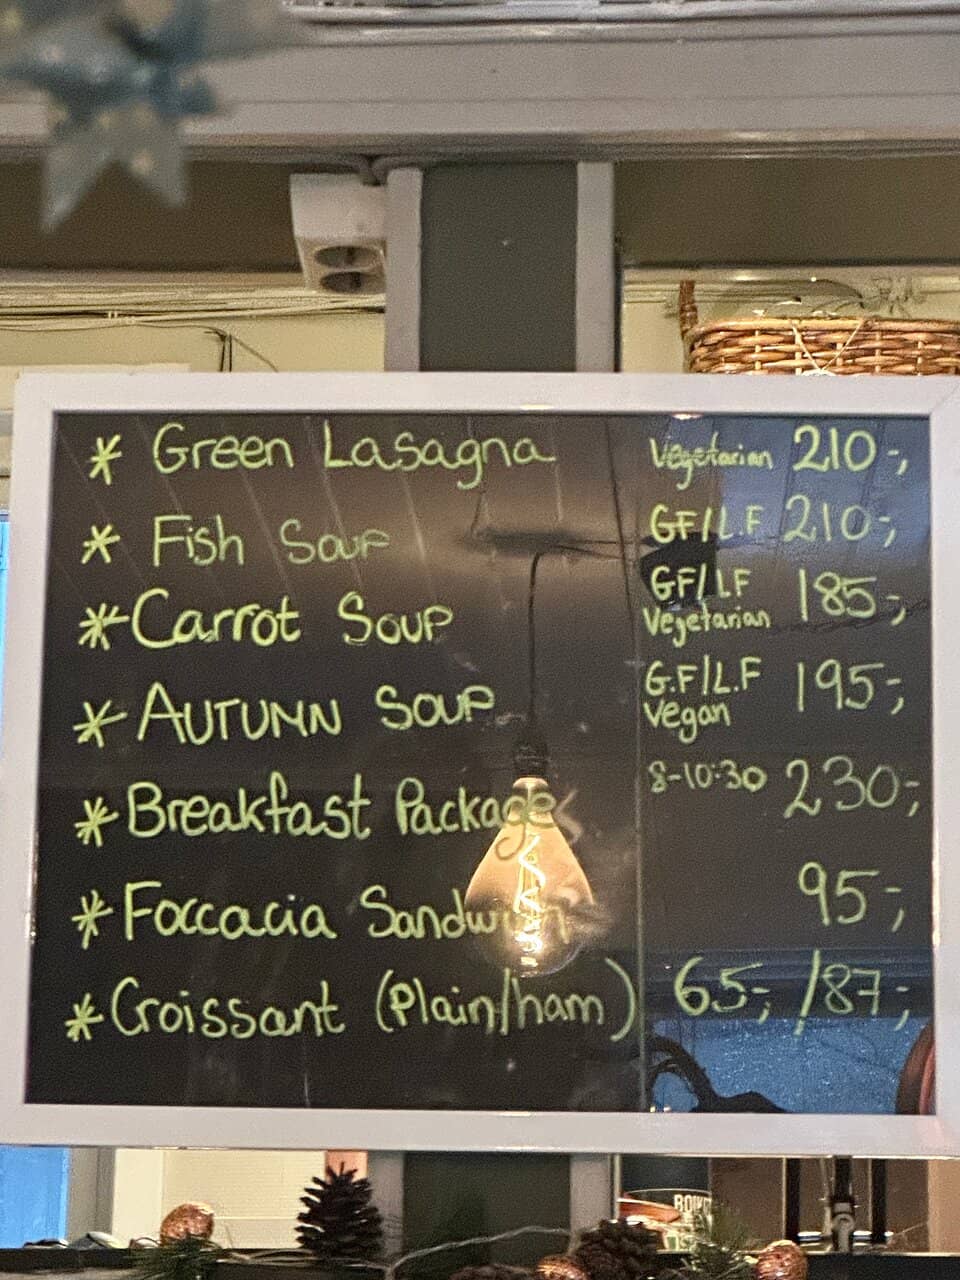 * Green Lasagna Vegetarian 210-,
* Fish Soup GF/L.F 210-,
* Carrot Soup GF/LF Vegetarian 185-,
* AUTUMN SOUP G.F/L.F Vegan 195-,
* Breakfast Package 8-10:30 230,-
* Foccacia Sandwich 95-,
* Croissant (Plain/ham) 65-, /87-,